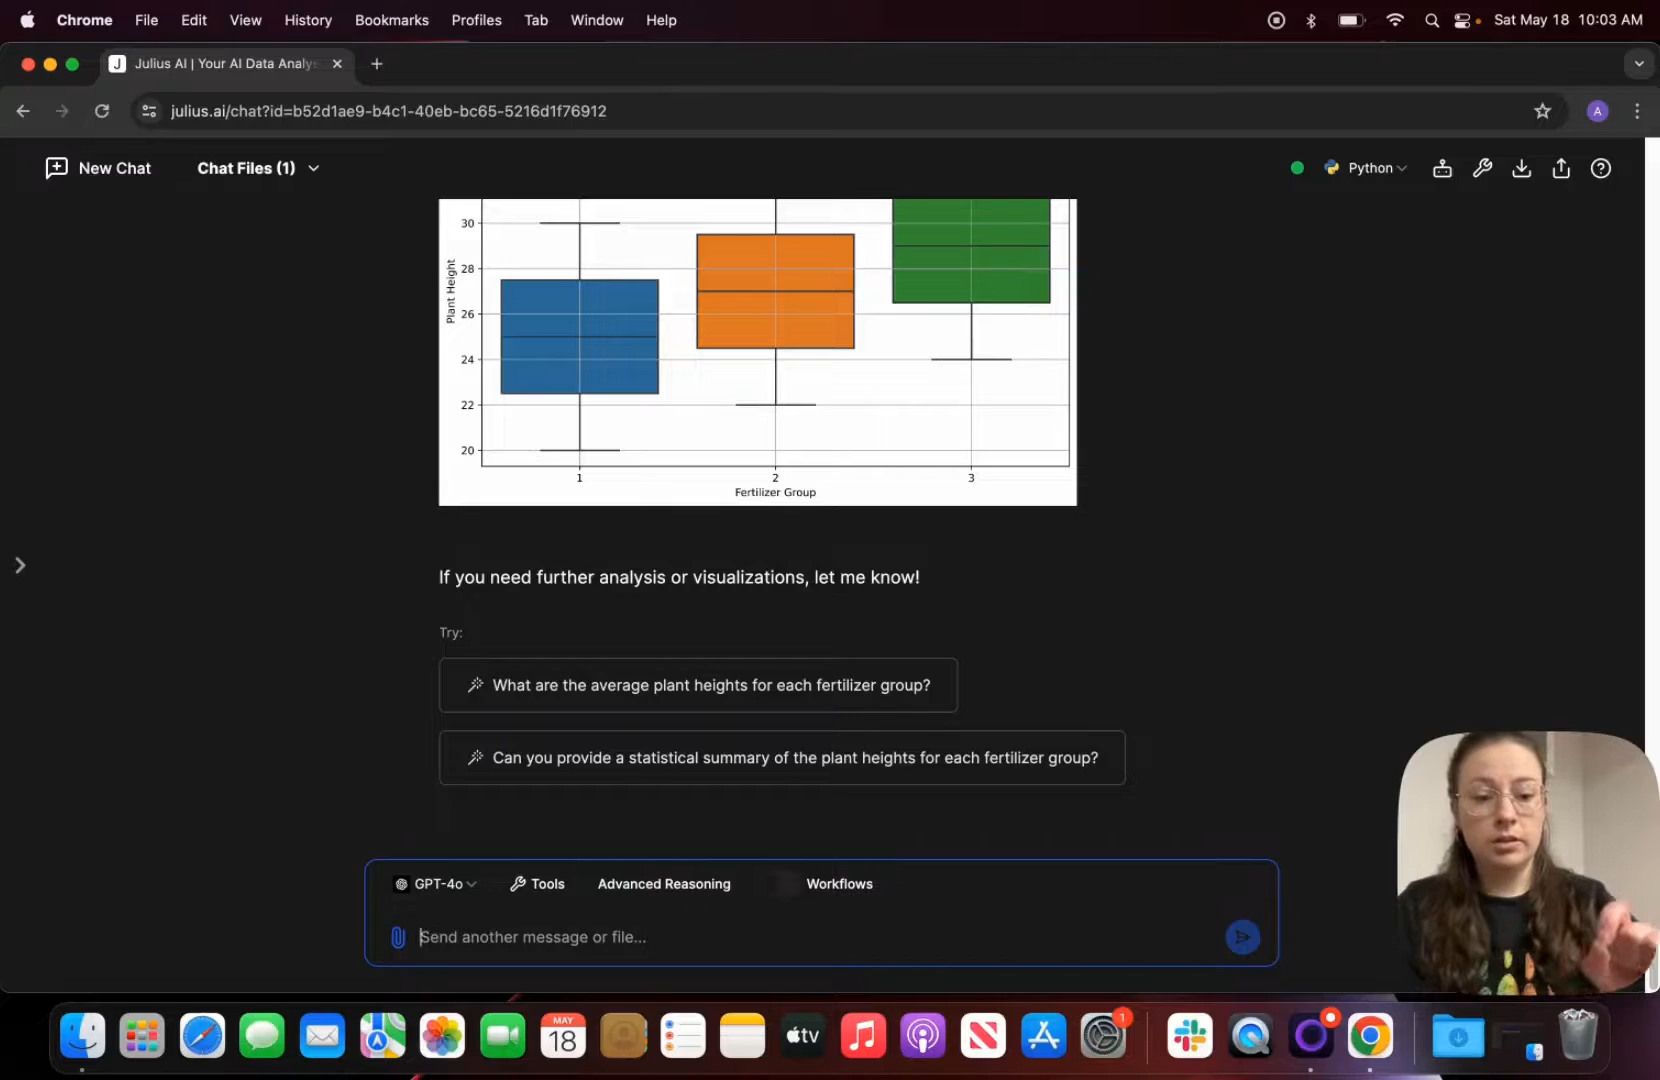 Chrome File Edit View History Bookmarks Profiles Tab Window Help Sat May 18 10:03 AM
Julius AI | Your AI Data Analys
julius.ai/chat?id=b52d1ae9-b4c1-40eb-bc65-5216d1f76912 A
New Chat Chat Files (1) Python
30
28
26
24
22
20
Plant Height
1 2 3
Fertilizer Group
If you need further analysis or visualizations, let me know!
Try:
What are the average plant heights for each fertilizer group?
Can you provide a statistical summary of the plant heights for each fertilizer group?
GPT-4o Tools Advanced Reasoning Workflows
Send another message or file...
MAY
18
tv
1